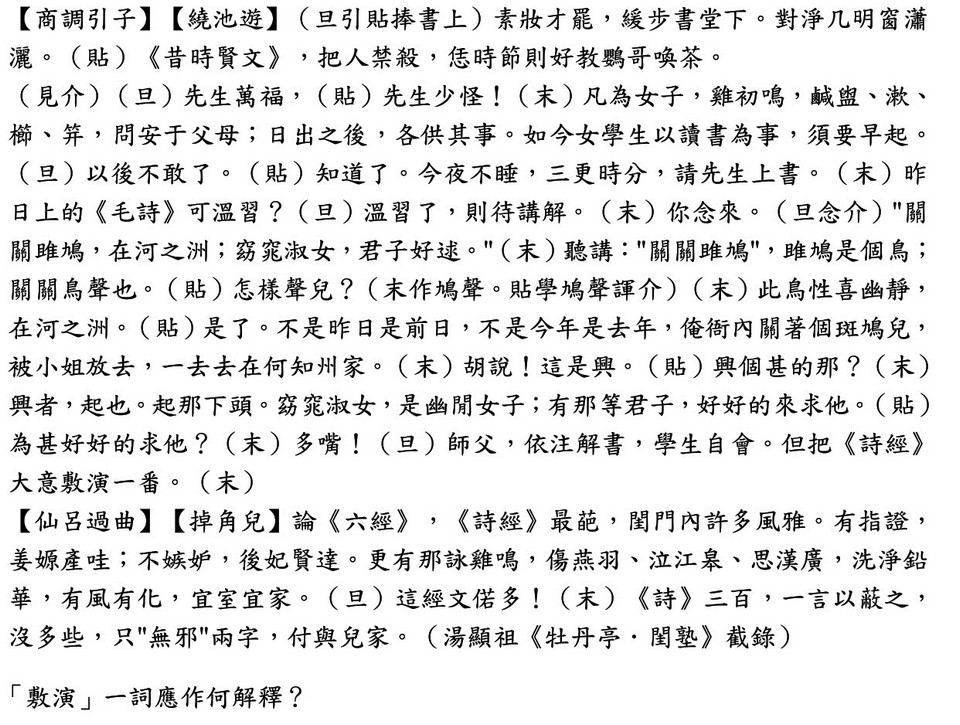 【商調引子】【繞池遊】（旦引貼捧書上）素妝才罷，緩步書堂下。對淨几明窗瀟
灑。（貼）《昔時賢文》，把人禁殺，恁時節則好教鸚哥喚茶。
（見介）（旦）先生萬福，（貼）先生少怪！（末）凡為女子，雞初鳴，鹹盥、漱、
櫛、笄，問安于父母；日出之後，各供其事。如今女學生以讀書為事，須要早起。
（旦）以後不敢了。（貼）知道了。今夜不睡，三更時分，請先生上書。（末）昨
日上的《毛詩》可溫習？（旦）溫習了，則待講解。（末）你念來。（旦念介）"關
關雎鳩，在河之洲；窈窕淑女，君子好逑。"（末）聽講："關關雎鳩"，雎鳩是個鳥；
關關鳥聲也。（貼）怎樣聲兒？（末作鳩聲。貼學鳩聲諢介）（末）此鳥性喜幽靜，
在河之洲。（貼）是了。不是昨日是前日，不是今年是去年，俺衙內關著個斑鳩兒，
被小姐放去，一去去在何知州家。（末）胡說！這是興。（貼）興個甚的那？（末）
興者，起也。起那下頭。窈窕淑女，是幽閒女子；有那等君子，好好的來求他。（貼）
為甚好好的求他？（末）多嘴！（旦）師父，依注解書，學生自會。但把《詩經》
大意敷演一番。（末）
【仙呂過曲】【掉角兒】論《六經》，《詩經》最葩，閨門內許多風雅。有指證，
姜嫄產哇；不嫉妒，後妃賢達。更有那詠雞鳴，傷燕羽、泣江皋、思漢廣，洗淨鉛
華，有風有化，宜室宜家。（旦）這經文偌多！（末）《詩》三百，一言以蔽之，
沒多些，只"無邪"兩字，付與兒家。（湯顯祖《牡丹亭．閨塾》截錄）
「敷演」一詞應作何解釋？